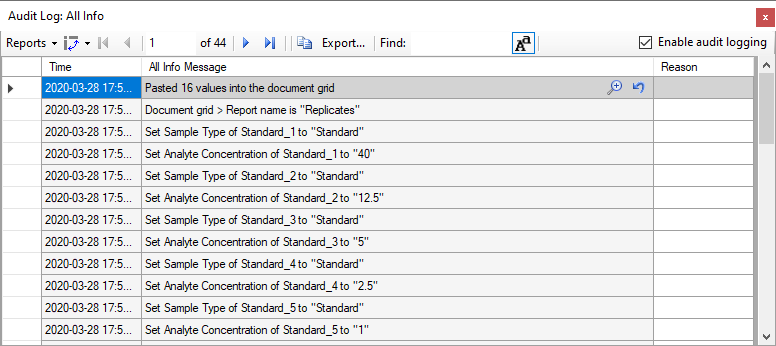 Audit Log: All Info
Reports 1 of 44 Export... Find: Aa Enable audit logging
Time All Info Message Reason
2020-03-28 17:5... Pasted 16 values into the document grid
2020-03-28 17:5... Document grid > Report name is "Replicates"
2020-03-28 17:5... Set Sample Type of Standard_1 to "Standard"
2020-03-28 17:5... Set Analyte Concentration of Standard_1 to "40"
2020-03-28 17:5... Set Sample Type of Standard_2 to "Standard"
2020-03-28 17:5... Set Analyte Concentration of Standard_2 to "12.5"
2020-03-28 17:5... Set Sample Type of Standard_3 to "Standard"
2020-03-28 17:5... Set Analyte Concentration of Standard_3 to "5"
2020-03-28 17:5... Set Sample Type of Standard_4 to "Standard"
2020-03-28 17:5... Set Analyte Concentration of Standard_4 to "2.5"
2020-03-28 17:5... Set Sample Type of Standard_5 to "Standard"
2020-03-28 17:5... Set Analyte Concentration of Standard_5 to "1"